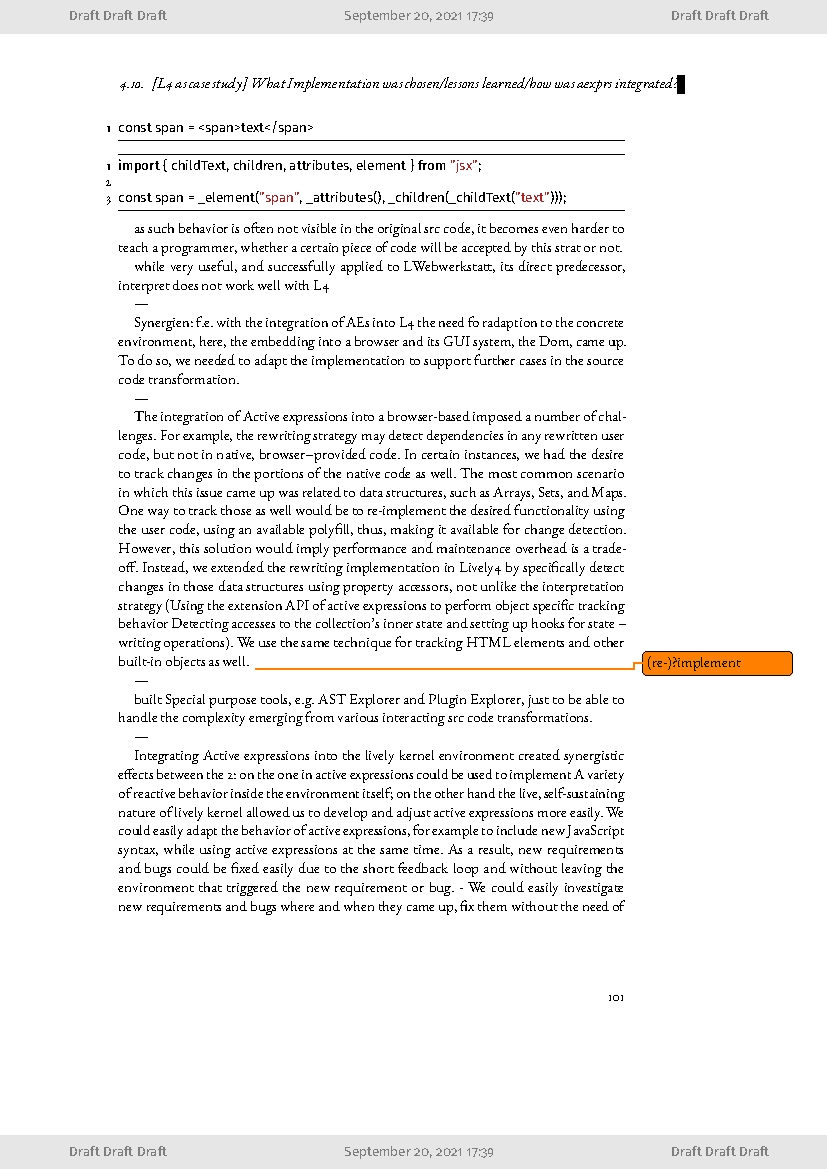 Draft Draft Draft September 20, 2021 17:39 Draft Draft Draft
4.10. [L4 as case study] What Implementation was chosen/lessons learned/how was aexprs integrated?
1 const span = <span>text</span>
1 import { childText, children, attributes, element } from "jsx";
2
3 const span = _element("span", _attributes(), _children(_childText("text")));
as such behavior is often not visible in the original src code, it becomes even harder to
teach a programmer, whether a certain piece of code will be accepted by this strat or not.
while very useful, and successfully applied to LWebwerkstatt, its direct predecessor,
interpret does not work well with L4
—
Synergien: f.e. with the integration of AEs into L4 the need fo radaption to the concrete
environment, here, the embedding into a browser and its GUI system, the Dom, came up.
To do so, we needed to adapt the implementation to support further cases in the source
code transformation.
—
The integration of Active expressions into a browser-based imposed a number of chal-
lenges. For example, the rewriting strategy may detect dependencies in any rewritten user
code, but not in native, browser–provided code. In certain instances, we had the desire
to track changes in the portions of the native code as well. The most common scenario
in which this issue came up was related to data structures, such as Arrays, Sets, and Maps.
One way to track those as well would be to re-implement the desired functionality using
the user code, using an available polyfill, thus, making it available for change detection.
However, this solution would imply performance and maintenance overhead is a trade-
off. Instead, we extended the rewriting implementation in Lively4 by specifically detect
changes in those data structures using property accessors, not unlike the interpretation
strategy (Using the extension API of active expressions to perform object specific tracking
behavior Detecting accesses to the collection's inner state and setting up hooks for state –
writing operations). We use the same technique for tracking HTML elements and other
built-in objects as well.
(re-)?implement
—
built Special purpose tools, e.g. AST Explorer and Plugin Explorer, just to be able to
handle the complexity emerging from various interacting src code transformations.
—
Integrating Active expressions into the lively kernel environment created synergistic
effects between the 2: on the one in active expressions could be used to implement A variety
of reactive behavior inside the environment itself; on the other hand the live, self-sustaining
nature of lively kernel allowed us to develop and adjust active expressions more easily. We
could easily adapt the behavior of active expressions, for example to include new JavaScript
syntax, while using active expressions at the same time. As a result, new requirements
and bugs could be fixed easily due to the short feedback loop and without leaving the
environment that triggered the new requirement or bug. - We could easily investigate
new requirements and bugs where and when they came up, fix them without the need of
101
Draft Draft Draft September 20, 2021 17:39 Draft Draft Draft